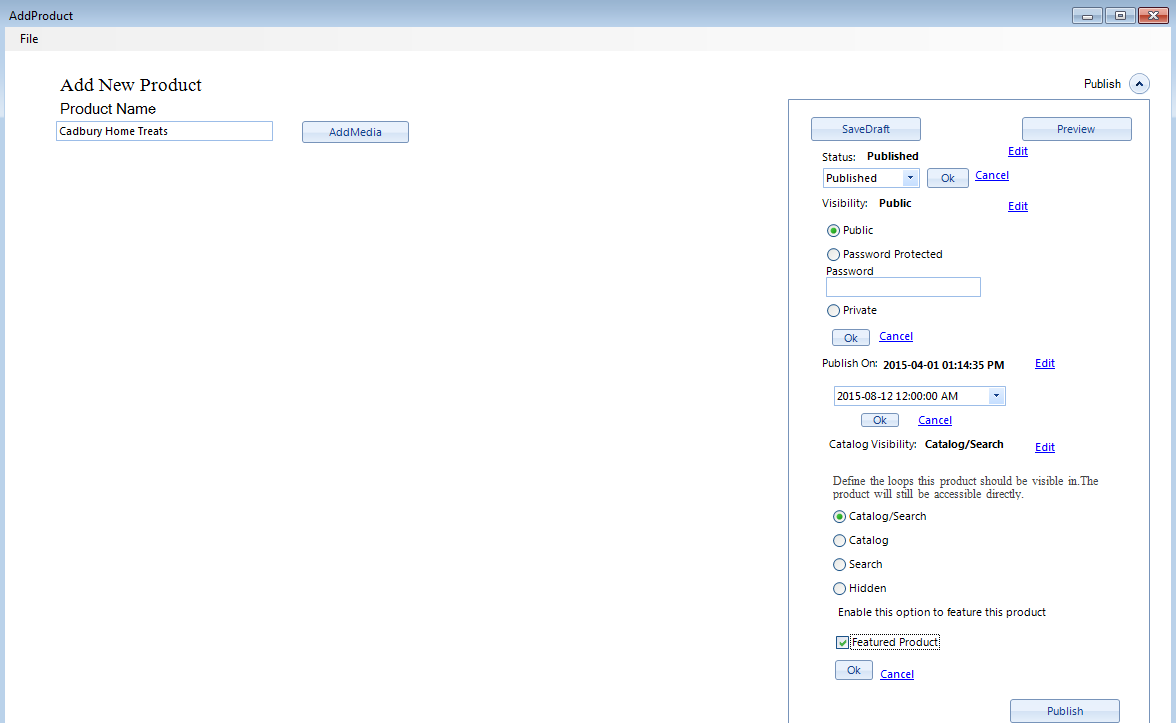 AddProduct
File
Add New Product
Publish
Product Name
Cadbury Home Treats
AddMedia
SaveDraft
Preview
Status: Published
Edit
Published
Ok
Cancel
Visibility: Public
Edit
Public
Password Protected
Password
Private
Ok
Cancel
Publish On: 2015-04-01 01:14:35 PM
Edit
2015-08-12 12:00:00 AM
Ok
Cancel
Catalog Visibility: Catalog/Search
Edit
Define the loops this product should be visible in.The
product will still be accessible directly.
Catalog/Search
Catalog
Search
Hidden
Enable this option to feature this product
Featured Product
Ok
Cancel
Publish